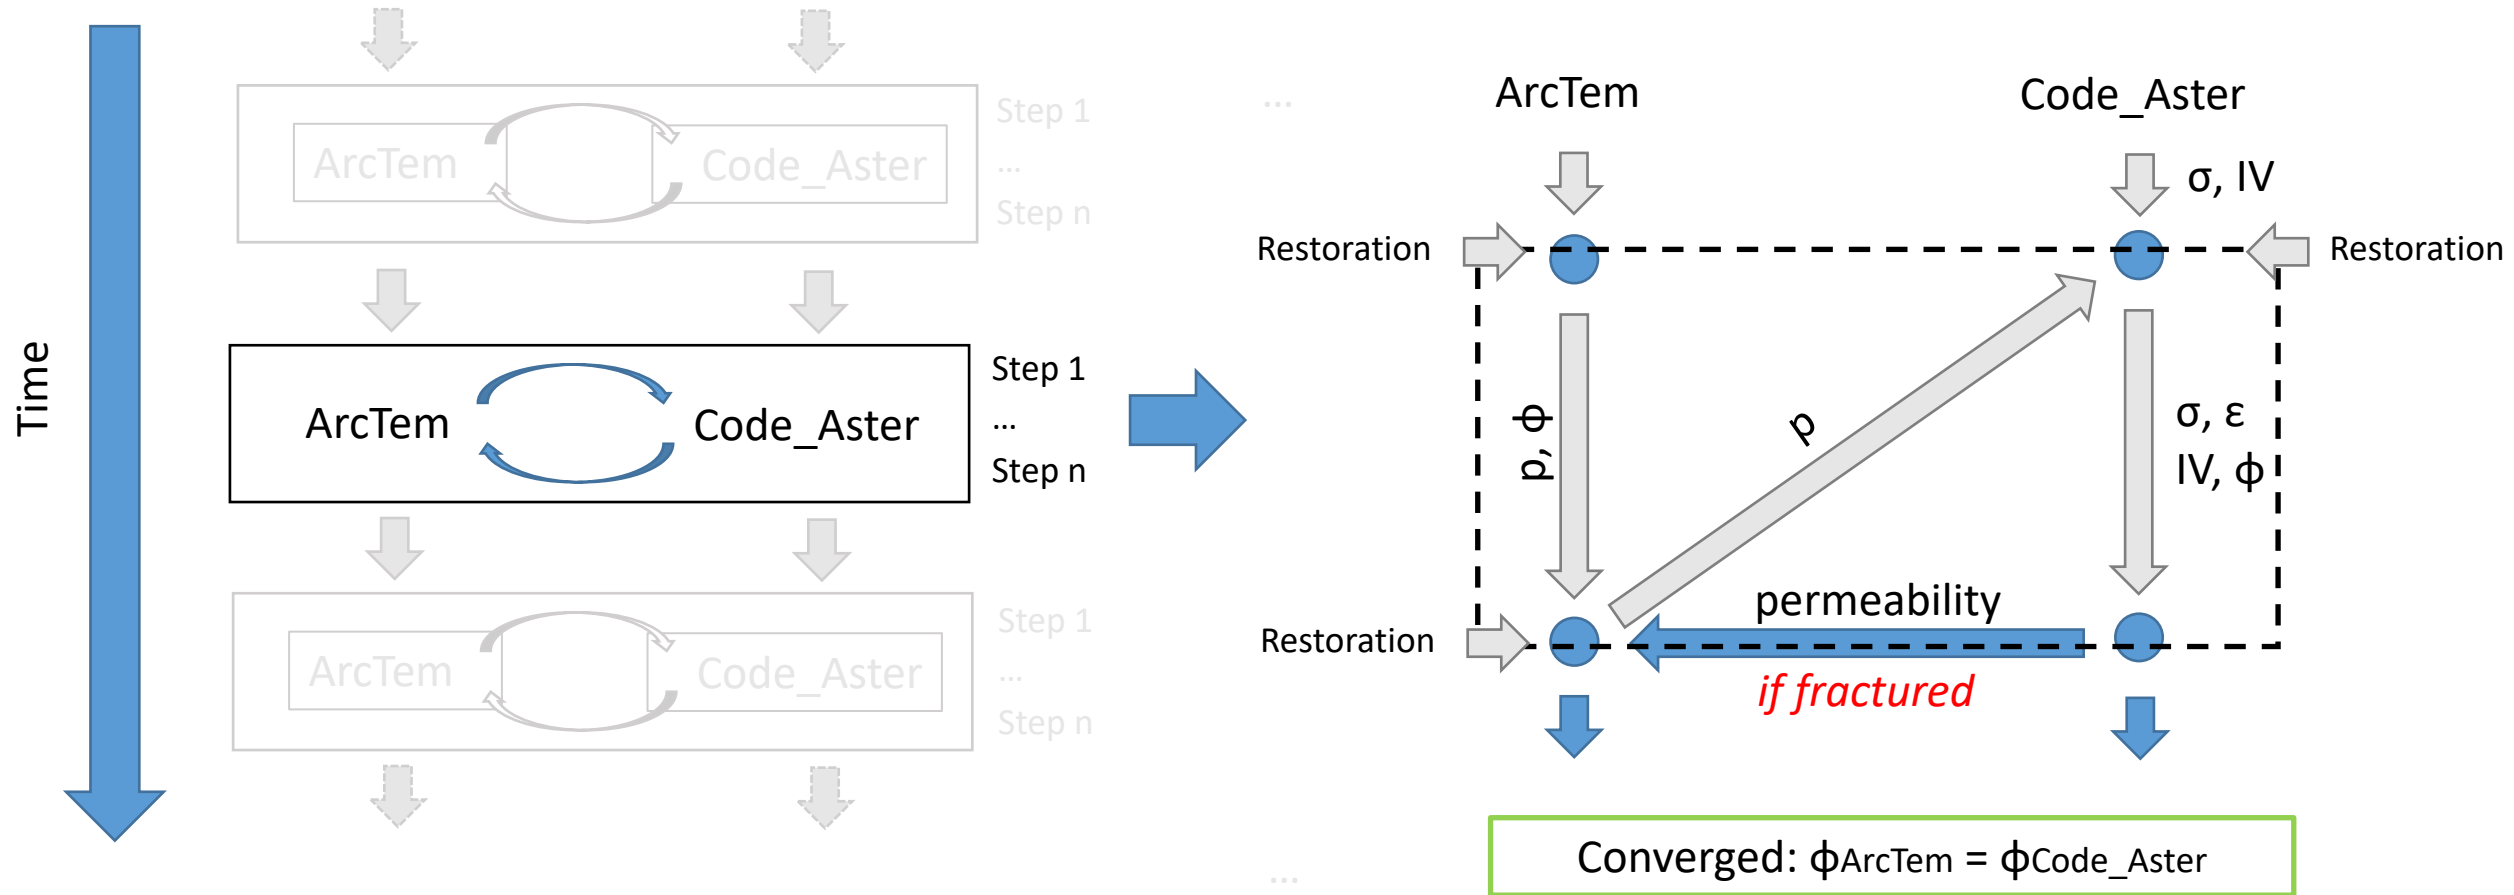 Time
ArcTem
Code_Aster
Step 1
...
Step n
ArcTem
Code_Aster
Step 1
...
Step n
ArcTem
Code_Aster
Step 1
...
Step n
...
...
ArcTem
Code_Aster
σ, IV
Restoration
Restoration
p, ϕ
p
σ, ε
IV, ϕ
permeability
Restoration
if fractured
Converged: ϕArcTem = ϕCode_Aster